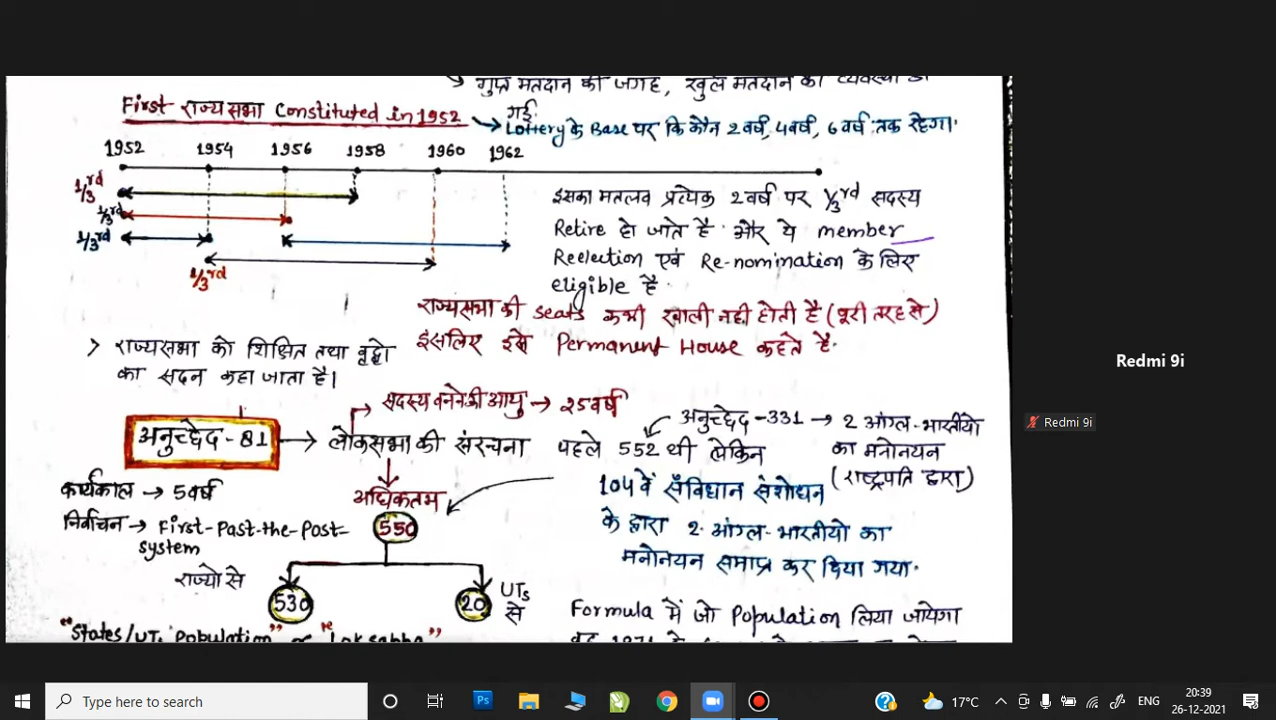 गुप्त मतदान की जगह, खुले मतदान की व्यवस्था की
गई.
First राज्यसभा Constituted in 1952
Lottery के Base पर कि कौन 2 वर्ष, 4 वर्ष, 6 वर्ष तक रहेगा.
1952 1954 1956 1958 1960 1962
1/3rd
1/3rd
1/3rd
1/3rd
इसका मतलब प्रत्येक 2 वर्ष पर 1/3rd सदस्य
Retire हो जाते है. और ये member
Reelection एवं Re-nomination के लिए
eligible है.
राज्यसभा की seats कभी खाली नही होती है (पूरी तरह से)
इसलिए इसे Permanent House कहते है.
> राज्यसभा को शिक्षित तथा वृद्धो
का सदन कहा जाता है।
सदस्य बनने की आयु → 25 वर्ष
अनुच्छेद-81 → लोकसभा की संरचना पहले 552 थी लेकिन
अनुच्छेद-331 → 2 आंग्ल-भारतीयो
का मनोनयन
(राष्ट्रपति द्वारा)
कार्यकाल → 5 वर्ष
अधिकतम
104 वें संविधान संशोधन
निर्वाचन → First-Past-the-Post-
system
550
के द्वारा 2-आंग्ल-भारतीयो का
मनोनयन समाप्त कर दिया गया.
राज्यो से
530
20
UTs
से
Formula में जो Population लिया जायेगा
"States/UTs Population"
Redmi 9i
Redmi 9i
Type here to search
Ps
17°C
ENG
20:39
26-12-2021